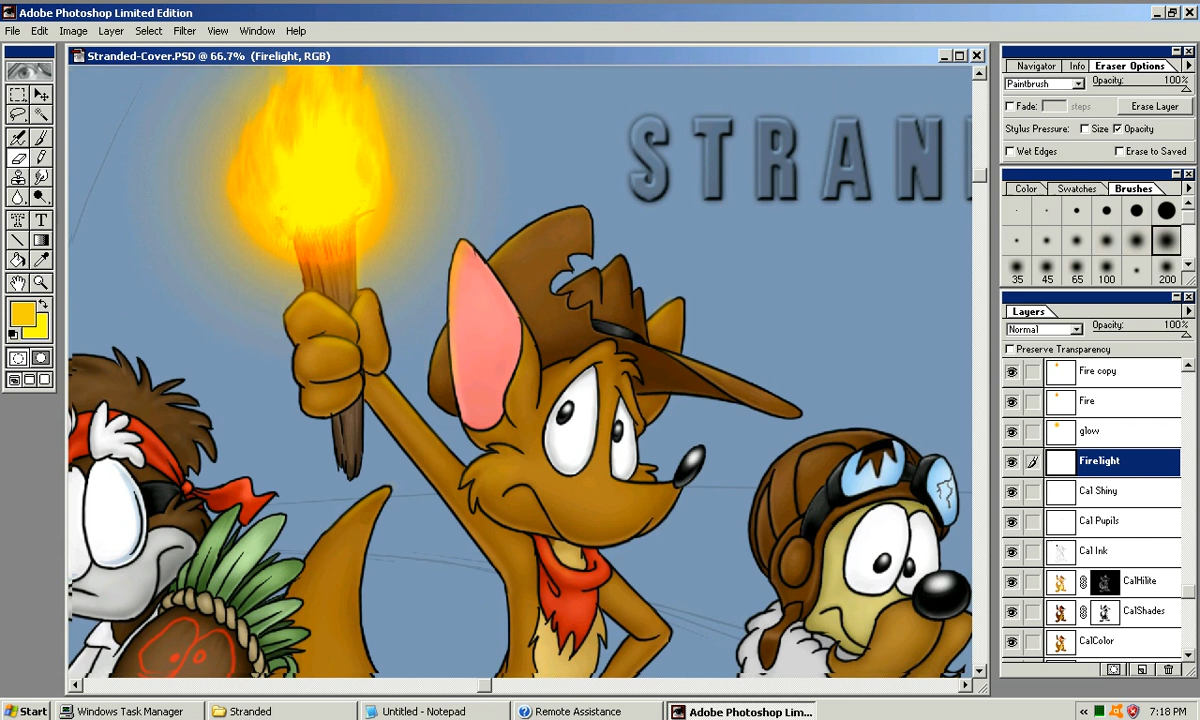 Adobe Photoshop Limited Edition
File Edit Image Layer Select Filter View Window Help
Stranded-Cover.PSD @ 66.7% (Firelight, RGB)
STRAN
Navigator Info Eraser Options
Paintbrush Opacity: 100%
Fade: steps Erase Layer
Stylus Pressure: Size Opacity
Wet Edges Erase to Saved
Color Swatches Brushes
35 45 65 100 200
Layers
Normal Opacity: 100%
Preserve Transparency
Fire copy
Fire
glow
Firelight
Cal Shiny
Cal Pupils
Cal Ink
CalHilite
CalShades
CalColor
Start Windows Task Manager Stranded Untitled - Notepad Remote Assistance Adobe Photoshop Lim... 7:18 PM